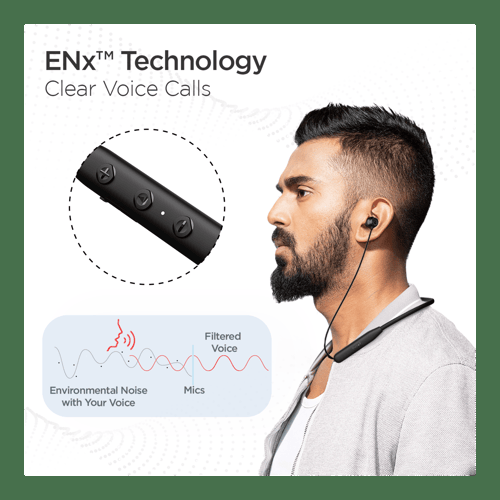 ENx™ Technology
Clear Voice Calls
Filtered
Voice
Environmental Noise
with Your Voice
Mics